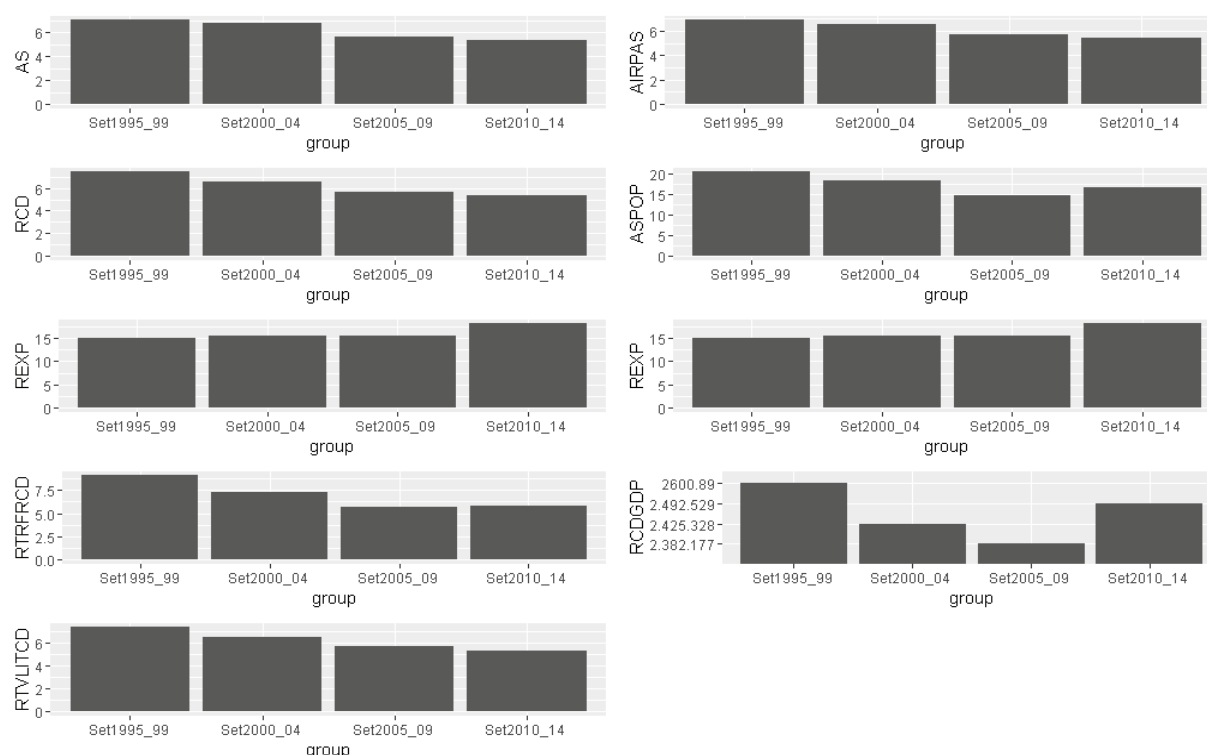 AS
6
4
2
0
Set1995_99 Set2000_04 Set2005_09 Set2010_14
group
AIRPAS
6
4
2
0
Set1995_99 Set2000_04 Set2005_09 Set2010_14
group
RCD
6
4
2
0
Set1995_99 Set2000_04 Set2005_09 Set2010_14
group
ASPOP
20
15
10
5
0
Set1995_99 Set2000_04 Set2005_09 Set2010_14
group
REXP
15
10
5
0
Set1995_99 Set2000_04 Set2005_09 Set2010_14
group
REXP
15
10
5
0
Set1995_99 Set2000_04 Set2005_09 Set2010_14
group
RTRFRCD
7.5
5.0
2.5
0.0
Set1995_99 Set2000_04 Set2005_09 Set2010_14
group
RCDGDP
2600.89
2.492.529
2.425.328
2.382.177
Set1995_99 Set2000_04 Set2005_09 Set2010_14
group
RTVLITCD
6
4
2
0
Set1995_99 Set2000_04 Set2005_09 Set2010_14
group